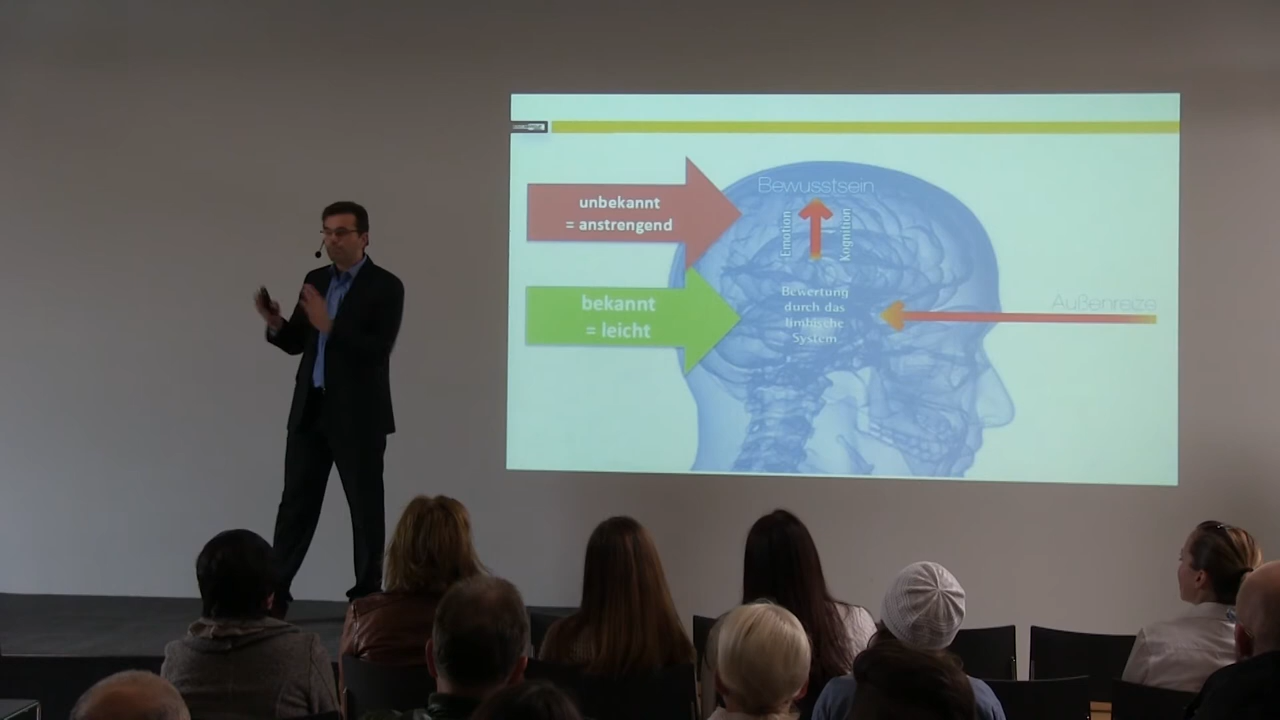 Bewusstsein
unbekannt
= anstrengend
Emotion
Kognition
bekannt
= leicht
Bewertung
durch das
limbische
System
Außenreize